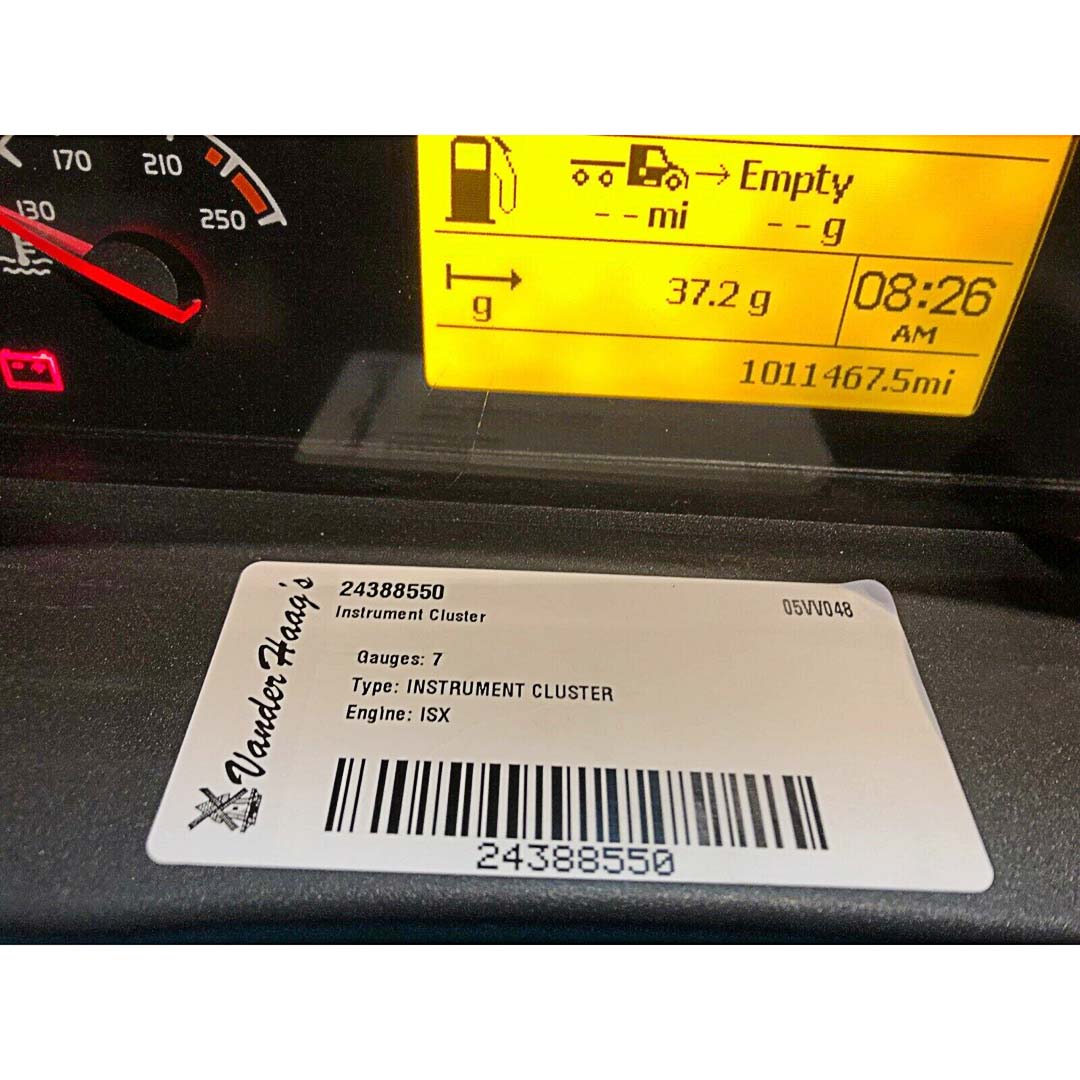 170
210
130
250
Empty
--mi
--g
g
37.2 g
08:26
AM
1011467.5mi
Vander Haag's
24388550
Instrument Cluster
05VV048
Gauges: 7
Type: INSTRUMENT CLUSTER
Engine: ISX
24388550